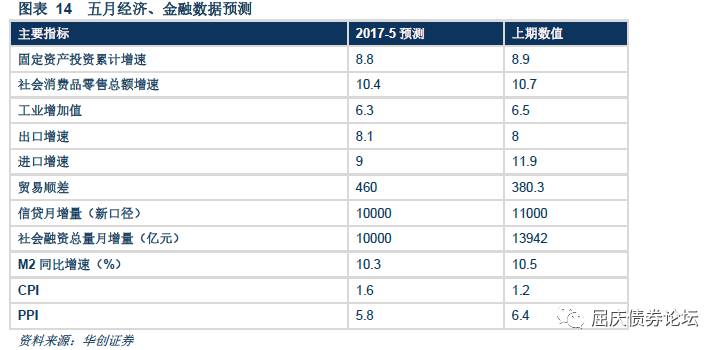 图表 14 五月经济、金融数据预测
主要指标 2017-5 预测 上期数值
固定资产投资累计增速 8.8 8.9
社会消费品零售总额增速 10.4 10.7
工业增加值 6.3 6.5
出口增速 8.1 8
进口增速 9 11.9
贸易顺差 460 380.3
信贷月增量（新口径） 10000 11000
社会融资总量月增量（亿元） 10000 13942
M2 同比增速（%） 10.3 10.5
CPI 1.6 1.2
PPI 5.8 6.4
屈庆债券论坛
资料来源：华创证券